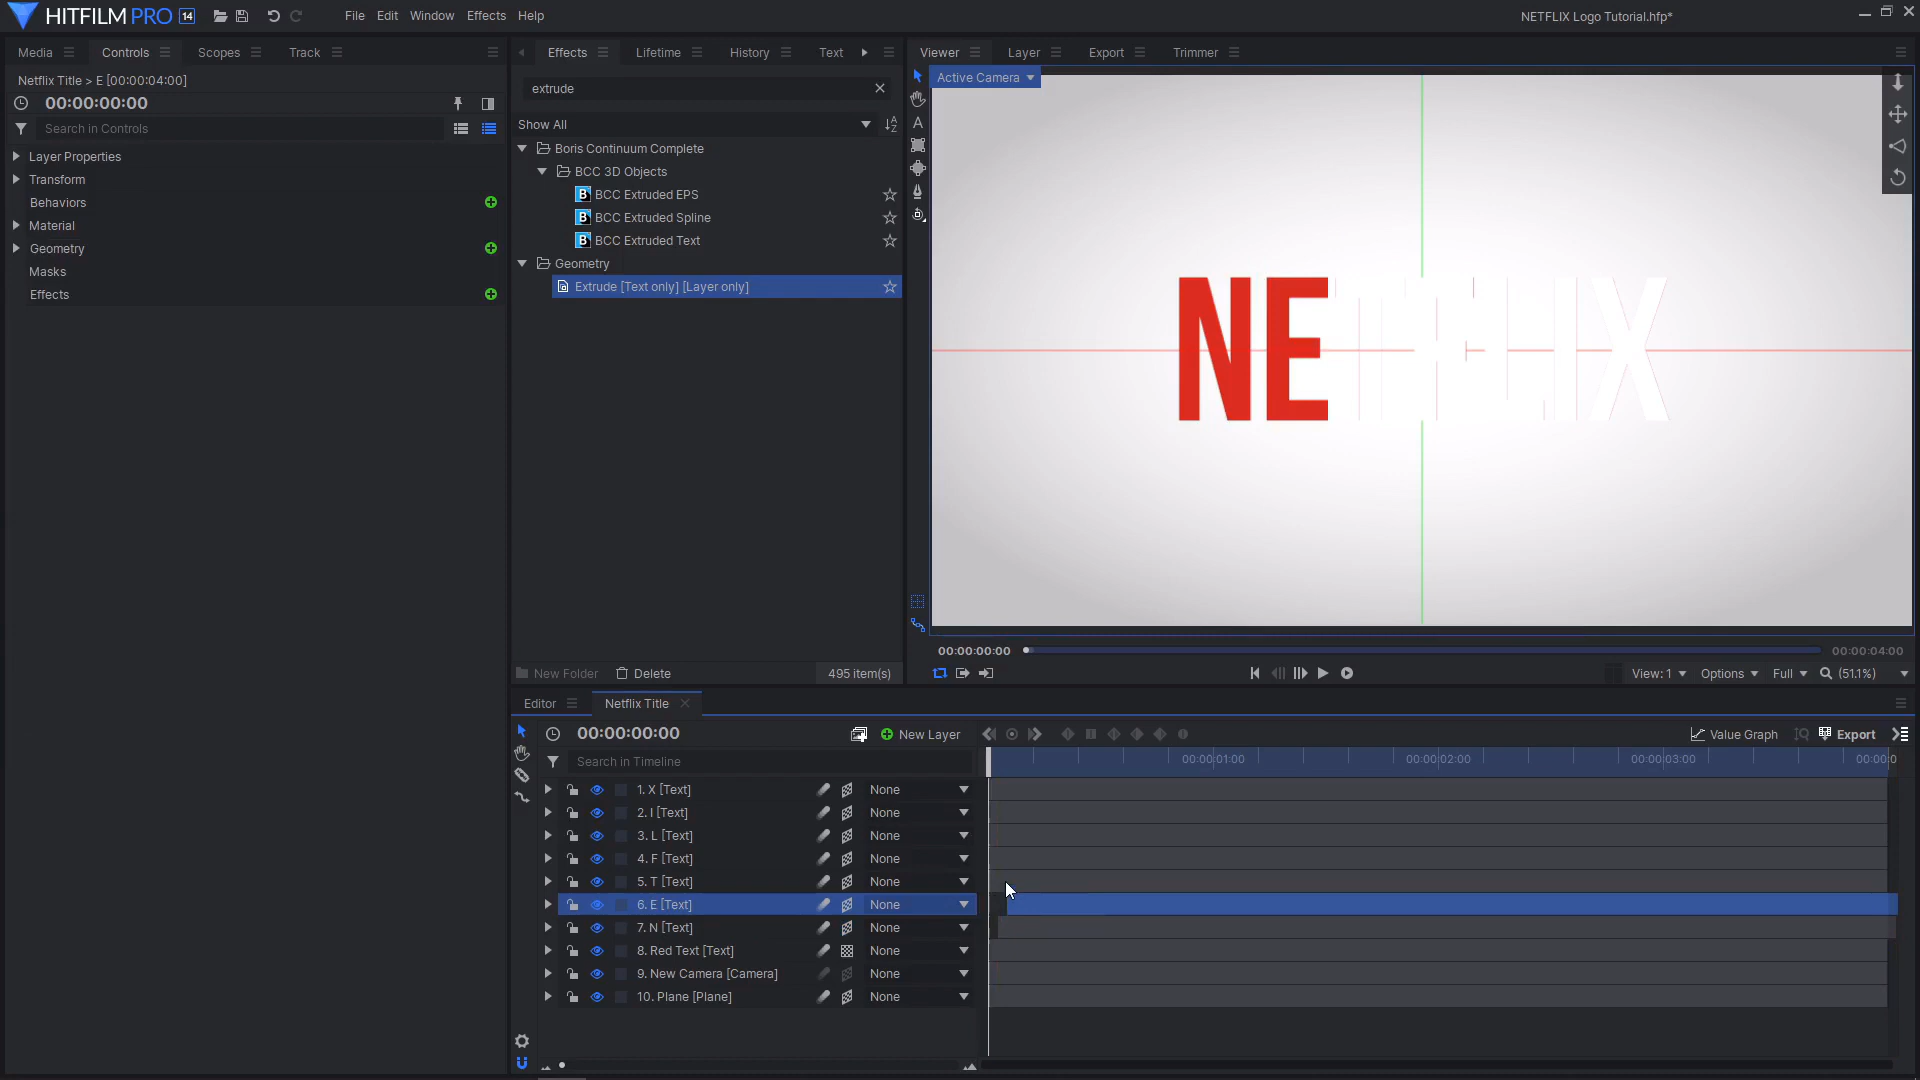 HITFILM PRO 14
File Edit Window Effects Help
NETFLIX Logo Tutorial.hfp*
Media Controls Scopes Track
Effects Lifetime History Text
Viewer Layer Export Trimmer
Netflix Title > E [00:00:04:00]
00:00:00:00
Search in Controls
Layer Properties
Transform
Behaviors
Material
Geometry
Masks
Effects
extrude
Show All
Boris Continuum Complete
BCC 3D Objects
B BCC Extruded EPS
B BCC Extruded Spline
B BCC Extruded Text
Geometry
Extrude [Text only] [Layer only]
New Folder Delete 495 item(s)
Active Camera
A
NETFLIX
00:00:00:00 00:00:04:00
View: 1 Options Full (51.1%)
Editor Netflix Title
00:00:00:00 New Layer
Value Graph Export
Search in Timeline
00:00:01:00 00:00:02:00 00:00:03:00 00:00:0
1. X [Text] None
2. I [Text] None
3. L [Text] None
4. F [Text] None
5. T [Text] None
6. E [Text] None
7. N [Text] None
8. Red Text [Text] None
9. New Camera [Camera] None
10. Plane [Plane] None